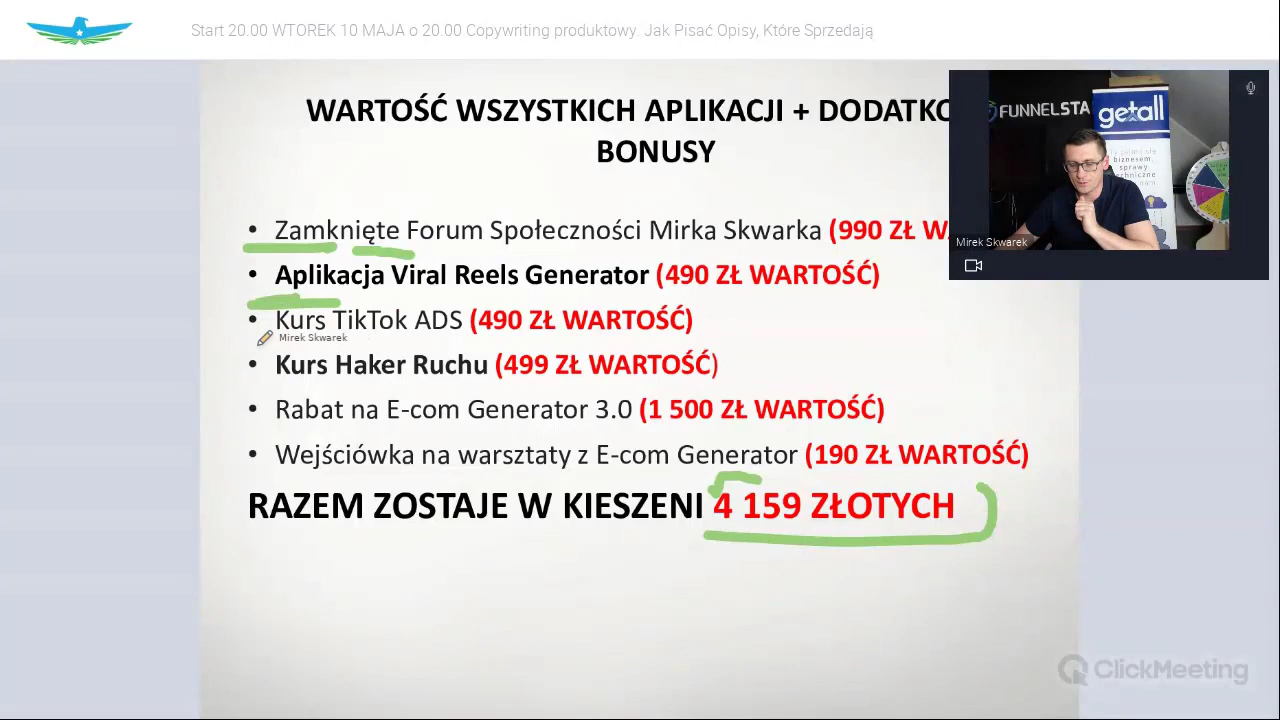 Start 20.00 WTOREK 10 MAJA o 20.00 Copywriting produktowy. Jak Pisać Opisy, Które Sprzedają
WARTOŚĆ WSZYSTKICH APLIKACJI + DODATKO
BONUSY
• Zamknięte Forum Społeczności Mirka Skwarka (990 ZŁ WA
• Aplikacja Viral Reels Generator (490 ZŁ WARTOŚĆ)
• Kurs TikTok ADS (490 ZŁ WARTOŚĆ)
Mirek Skwarek
• Kurs Haker Ruchu (499 ZŁ WARTOŚĆ)
• Rabat na E-com Generator 3.0 (1 500 ZŁ WARTOŚĆ)
• Wejściówka na warsztaty z E-com Generator (190 ZŁ WARTOŚĆ)
RAZEM ZOSTAJE W KIESZENI 4 159 ZŁOTYCH
FUNNELSTA
getall
biznesem,
sprawy
Mirek Skwarek
ClickMeeting